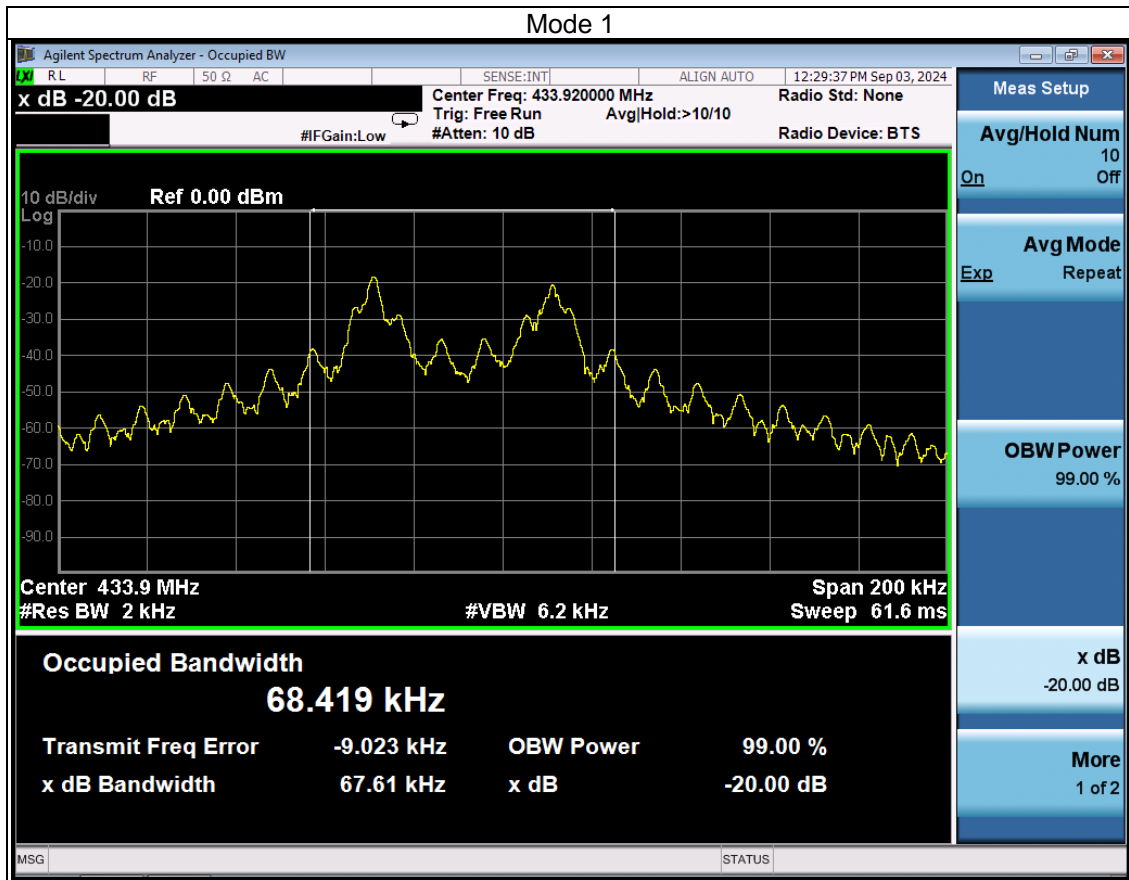 Mode 1
Agilent Spectrum Analyzer - Occupied BW
LXI RL RF 50 Ω AC SENSE:INT ALIGN AUTO 12:29:37 PM Sep 03, 2024
x dB -20.00 dB
Center Freq: 433.920000 MHz
Radio Std: None
Trig: Free Run Avg|Hold:>10/10
#IFGain:Low #Atten: 10 dB Radio Device: BTS
10 dB/div Ref 0.00 dBm
Log
-10.0
-20.0
-30.0
-40.0
-50.0
-60.0
-70.0
-80.0
-90.0
Center 433.9 MHz Span 200 kHz
#Res BW 2 kHz #VBW 6.2 kHz Sweep 61.6 ms
Occupied Bandwidth
68.419 kHz
Transmit Freq Error -9.023 kHz OBW Power 99.00 %
x dB Bandwidth 67.61 kHz x dB -20.00 dB
MSG STATUS
Meas Setup
Avg/Hold Num
10
On Off
Avg Mode
Exp Repeat
OBW Power
99.00 %
x dB
-20.00 dB
More
1 of 2